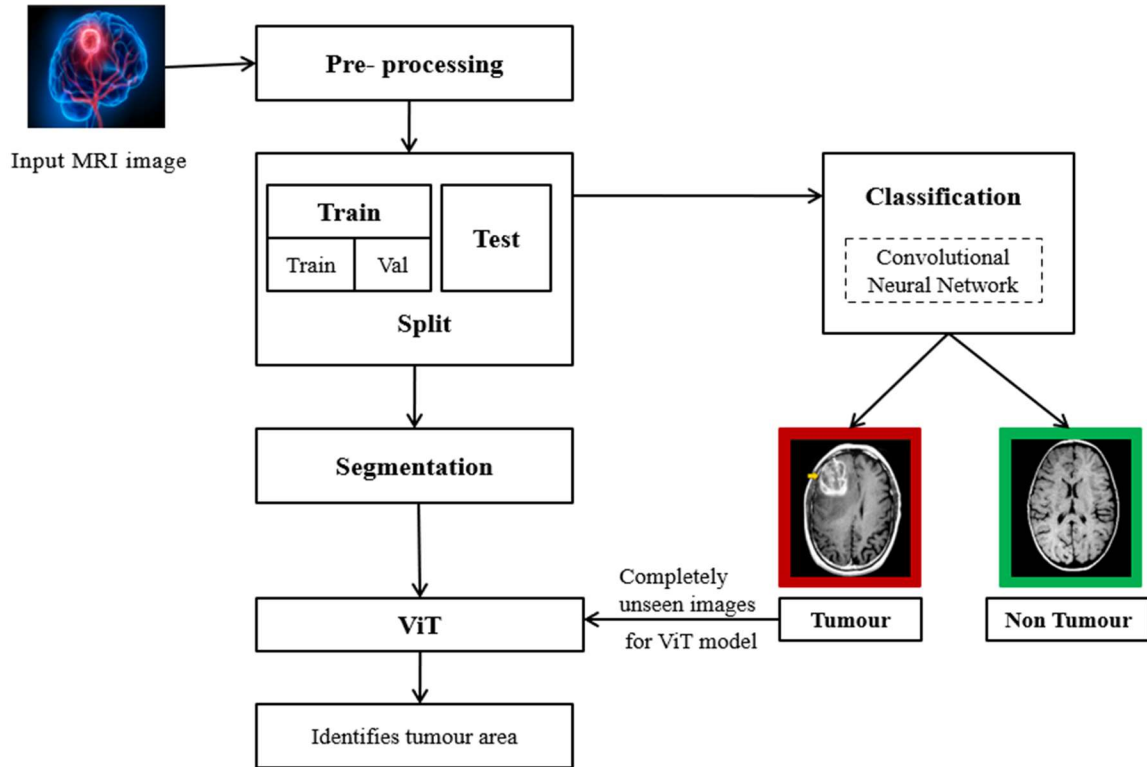 Pre- processing
Input MRI image
Train
Train
Val
Test
Split
Classification
Convolutional
Neural Network
Segmentation
Completely
unseen images
for ViT model
ViT
Tumour
Non Tumour
Identifies tumour area